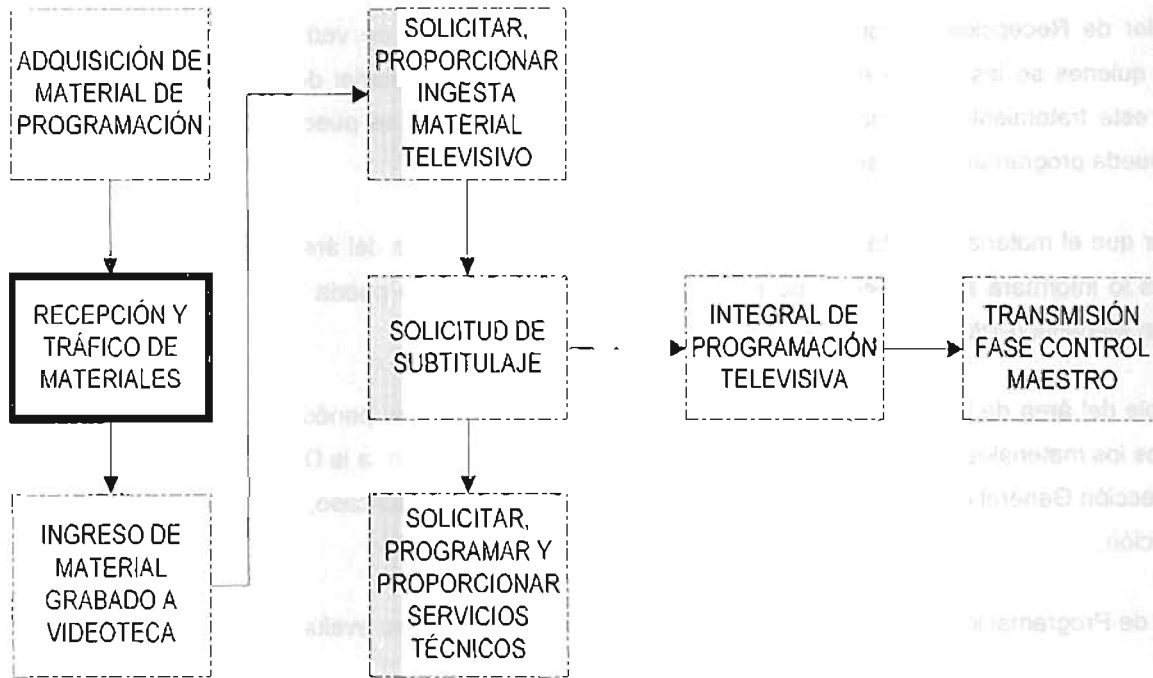 ADQUISICIÓN DE
MATERIAL DE
PROGRAMACIÓN
RECEPCIÓN Y
TRÁFICO DE
MATERIALES
INGRESO DE
MATERIAL
GRABADO A
VIDEOTECA
SOLICITAR,
PROPORCIONAR
INGESTA
MATERIAL
TELEVISIVO
SOLICITUD DE
SUBTITULAJE
SOLICITAR,
PROGRAMAR Y
PROPORCIONAR
SERVICIOS
TÉCNICOS
INTEGRAL DE
PROGRAMACIÓN
TELEVISIVA
TRANSMISIÓN
FASE CONTROL
MAESTRO